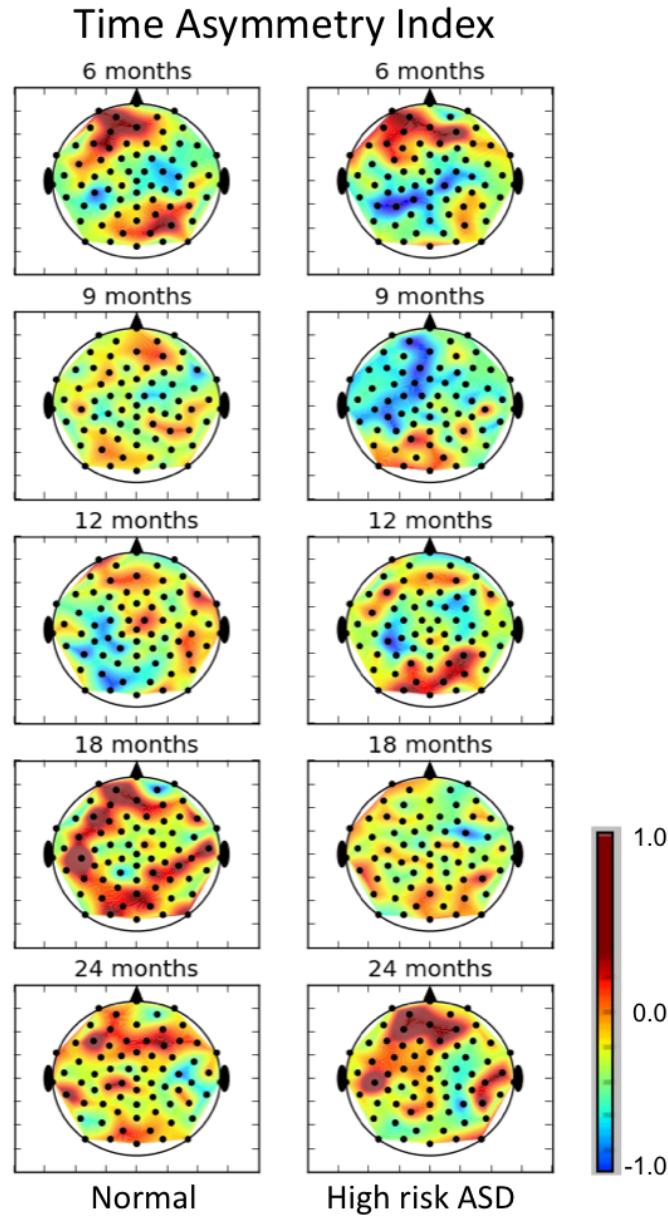 Time Asymmetry Index
6 months
6 months
9 months
9 months
12 months
12 months
18 months
18 months
1.0
24 months
24 months
0.0
-1.0
Normal
High risk ASD